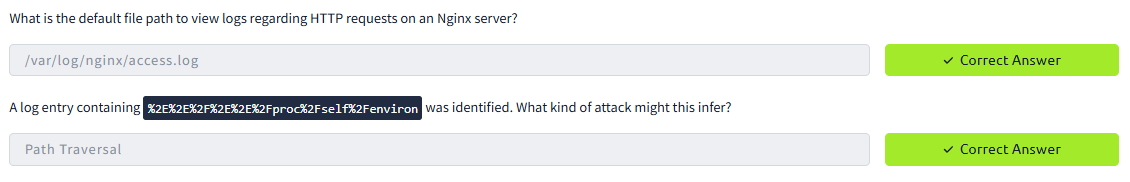 What is the default file path to view logs regarding HTTP requests on an Nginx server?
/var/log/nginx/access.log
✓ Correct Answer
A log entry containing %2E%2E%2F%2E%2E%2Fproc%2Fself%2Fenviron was identified. What kind of attack might this infer?
Path Traversal
✓ Correct Answer